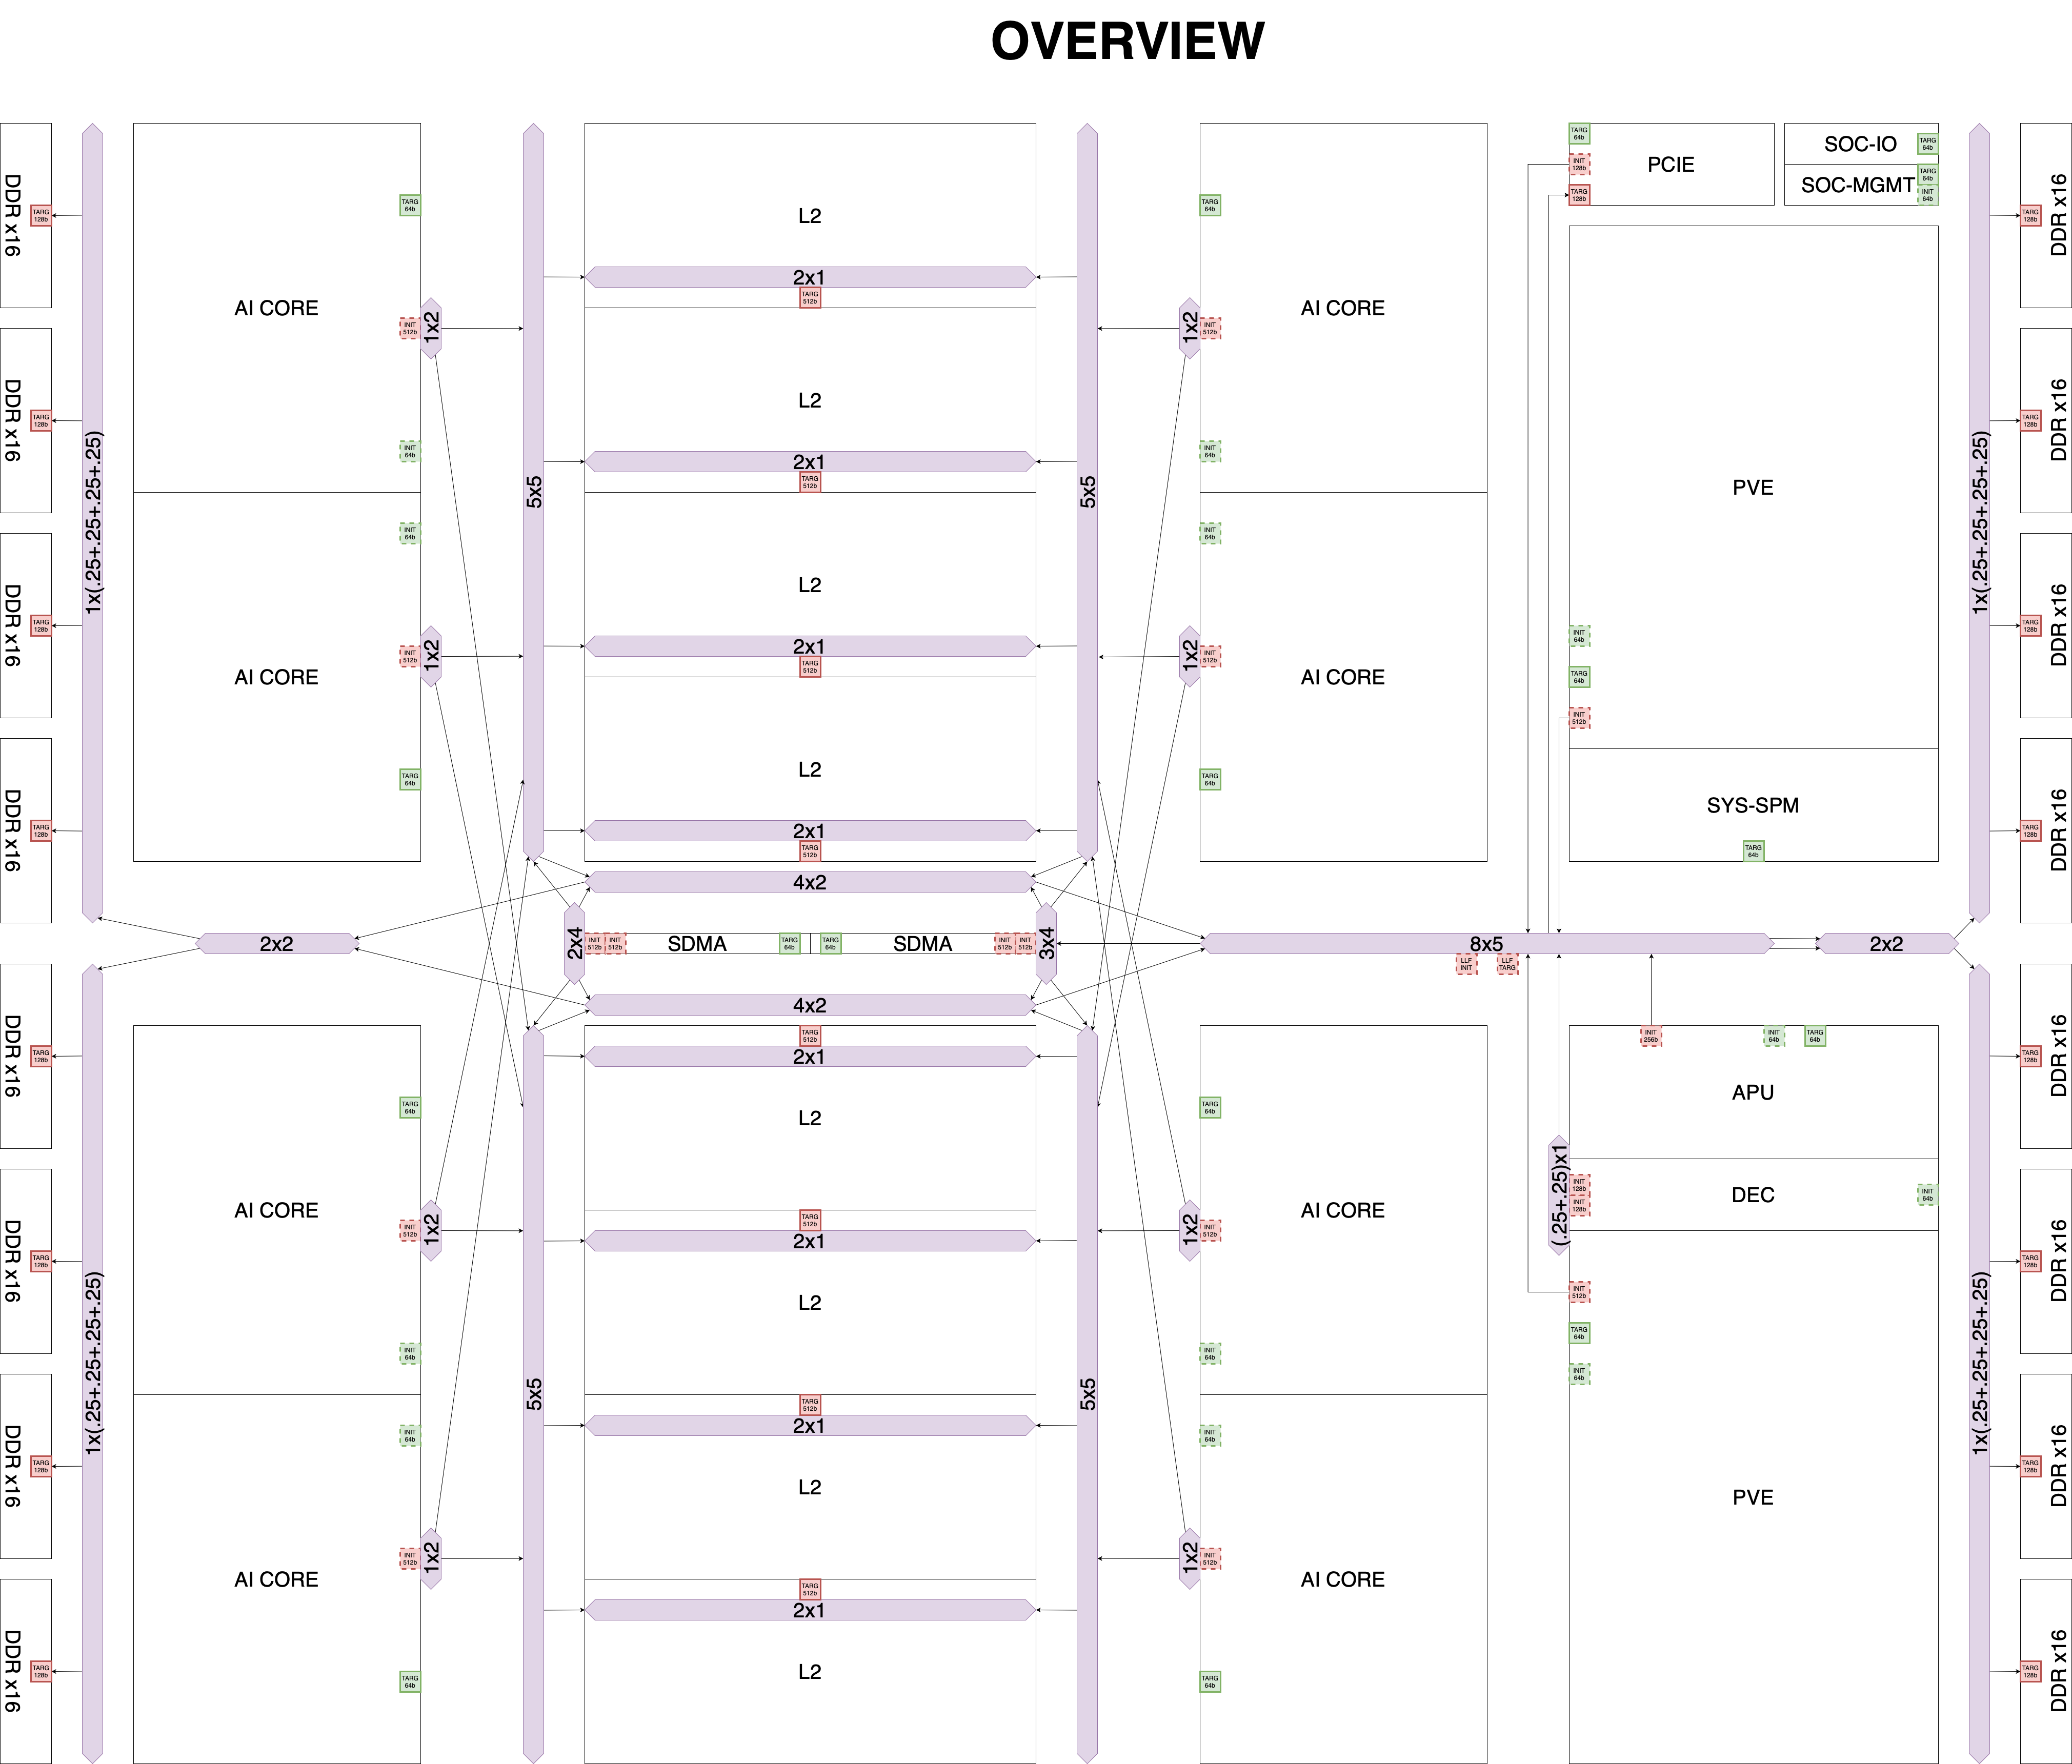 OVERVIEW
DDR x16
TARG
128b
DDR x16
TARG
128b
DDR x16
TARG
128b
DDR x16
TARG
128b
1x(.25+.25+.25+.25)
AI CORE
TARG
64b
INIT
512b
1x2
INIT
64b
AI CORE
INIT
64b
INIT
512b
1x2
TARG
64b
5x5
L2
2x1
TARG
512b
L2
2x1
TARG
512b
L2
2x1
TARG
512b
L2
2x1
TARG
512b
5x5
AI CORE
TARG
64b
1x2
INIT
512b
INIT
64b
AI CORE
INIT
64b
1x2
INIT
512b
TARG
64b
TARG
64b
INIT
128b
TARG
128b
PCIE
SOC-IO
TARG
64b
SOC-MGMT
TARG
64b
INIT
64b
PVE
INIT
64b
TARG
64b
INIT
512b
SYS-SPM
TARG
64b
1x(.25+.25+.25+.25)
TARG
128b
DDR x16
TARG
128b
DDR x16
TARG
128b
DDR x16
TARG
128b
DDR x16
4x2
2x2
2x4
INIT
512b
INIT
512b
SDMA
TARG
64b
TARG
64b
SDMA
INIT
512b
INIT
512b
3x4
8x5
LLF
INIT
LLF
TARG
2x2
4x2
DDR x16
TARG
128b
DDR x16
TARG
128b
DDR x16
TARG
128b
DDR x16
TARG
128b
1x(.25+.25+.25+.25)
AI CORE
TARG
64b
INIT
512b
1x2
INIT
64b
AI CORE
INIT
64b
INIT
512b
1x2
TARG
64b
5x5
TARG
512b
2x1
L2
TARG
512b
2x1
L2
TARG
512b
2x1
L2
TARG
512b
2x1
L2
5x5
AI CORE
TARG
64b
1x2
INIT
512b
INIT
64b
AI CORE
INIT
64b
1x2
INIT
512b
TARG
64b
INIT
256b
INIT
64b
TARG
64b
APU
(.25+.25)x1
INIT
128b
INIT
128b
DEC
INIT
64b
INIT
512b
TARG
64b
INIT
64b
PVE
1x(.25+.25+.25+.25)
TARG
128b
DDR x16
TARG
128b
DDR x16
TARG
128b
DDR x16
TARG
128b
DDR x16